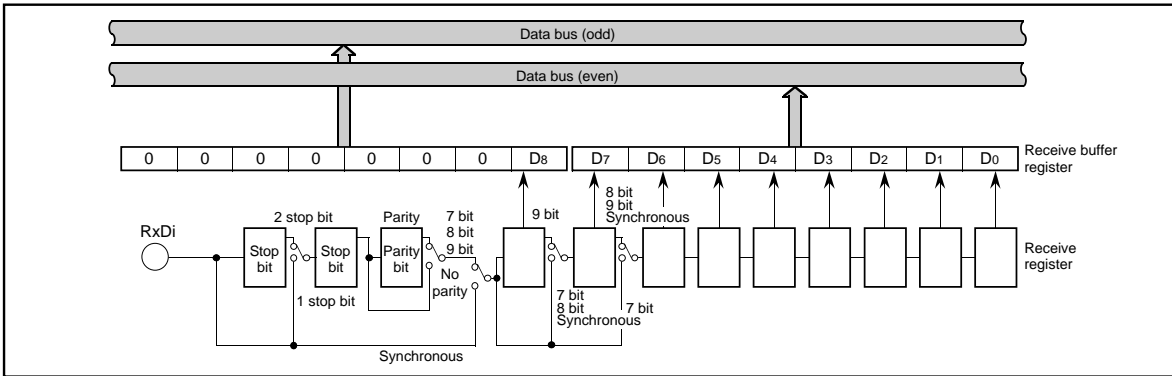 Data bus (odd)
Data bus (even)
0 0 0 0 0 0 0 D8 D7 D6 D5 D4 D3 D2 D1 D0
Receive buffer
register
RxDi
2 stop bit
Stop
bit
1 stop bit
Stop
bit
Parity
Parity
bit
7 bit
8 bit
9 bit
No
parity
Synchronous
9 bit
7 bit
8 bit
Synchronous
8 bit
9 bit
Synchronous
7 bit
Receive
register